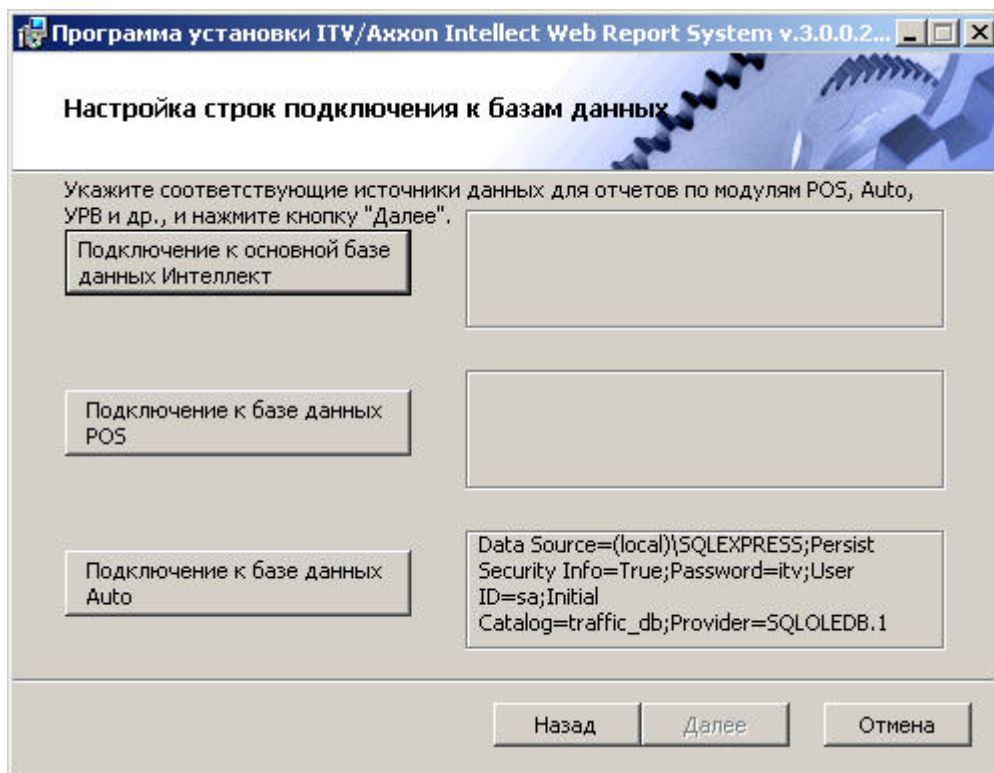 Программа установки ITV/Axxon Intellect Web Report System v.3.0.0.2...
Настройка строк подключения к базам данных
Укажите соответствующие источники данных для отчетов по модулям POS, Auto,
УРВ и др., и нажмите кнопку "Далее".
Подключение к основной базе
данных Интеллект
Подключение к базе данных
POS
Подключение к базе данных
Auto
Data Source=(local)\SQLEXPRESS;Persist
Security Info=True;Password=itv;User
ID=sa;Initial
Catalog=traffic_db;Provider=SQLOLEDB.1
Назад
Далее
Отмена